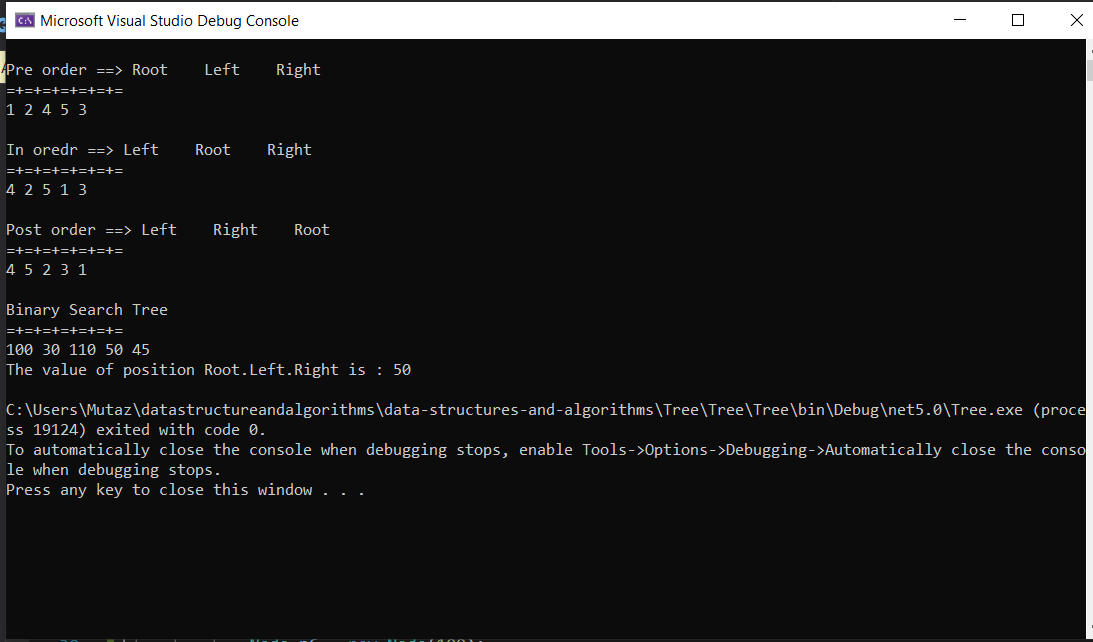 Microsoft Visual Studio Debug Console
Pre order ==> Root    Left    Right
=+=+=+=+=+=+=
1 2 4 5 3
In oredr ==> Left    Root    Right
=+=+=+=+=+=+=
4 2 5 1 3
Post order ==> Left    Right    Root
=+=+=+=+=+=+=
4 5 2 3 1
Binary Search Tree
=+=+=+=+=+=+=
100 30 110 50 45
The value of position Root.Left.Right is : 50
C:\Users\Mutaz\datastructureandalgorithms\data-structures-and-algorithms\Tree\Tree\Tree\bin\Debug\net5.0\Tree.exe (proce
ss 19124) exited with code 0.
To automatically close the console when debugging stops, enable Tools->Options->Debugging->Automatically close the conso
le when debugging stops.
Press any key to close this window . . .